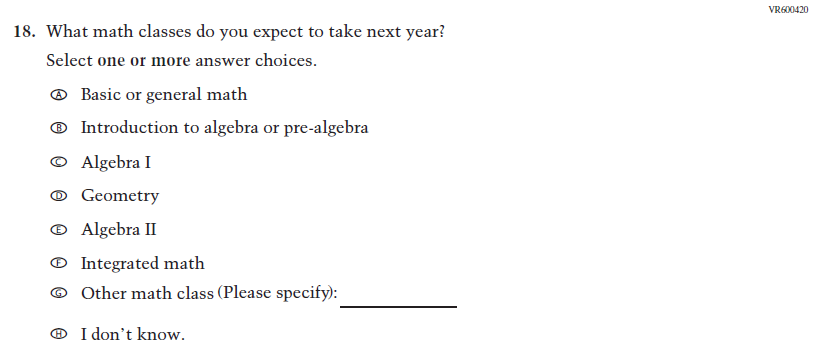 VR600420
18. What math classes do you expect to take next year?
Select one or more answer choices.
A Basic or general math
B Introduction to algebra or pre-algebra
C Algebra I
D Geometry
E Algebra II
F Integrated math
G Other math class (Please specify):
H I don't know.